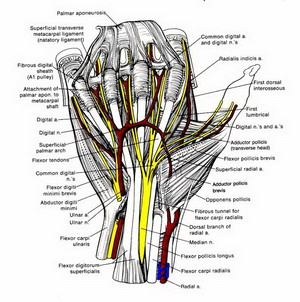 Palmar aponeurosis
Superficial transverse
metacarpal ligament
(natatory ligament)
Fibrous digital
sheath
(A1 pulley)
Attachment of
palmar apon. to
metacarpal
shaft
Digital a.
Digital n.
Superficial
palmar arch
Flexor tendons
Common digital
n.'s
Flexor digiti
minimi brevis
Abductor digiti
minimi
Ulnar a.
Ulnar n.
Flexor carpi
ulnaris
Flexor digitorum
superficialis
Common digital a.
and digital n.'s
Radialis indicis a.
First dorsal
interosseous
First
lumbrical
Digital n.'s and a.'s
Adductor pollicis
(transverse head)
Flexor pollicis brevis
Superficial radial a.
Adductor pollicis
brevis
Opponens pollicis
Fibrous tunnel for
flexor carpi radialis
Dorsal branch of
radial a.
Median n.
Flexor pollicis longus
Flexor carpi radialis
Radial a.